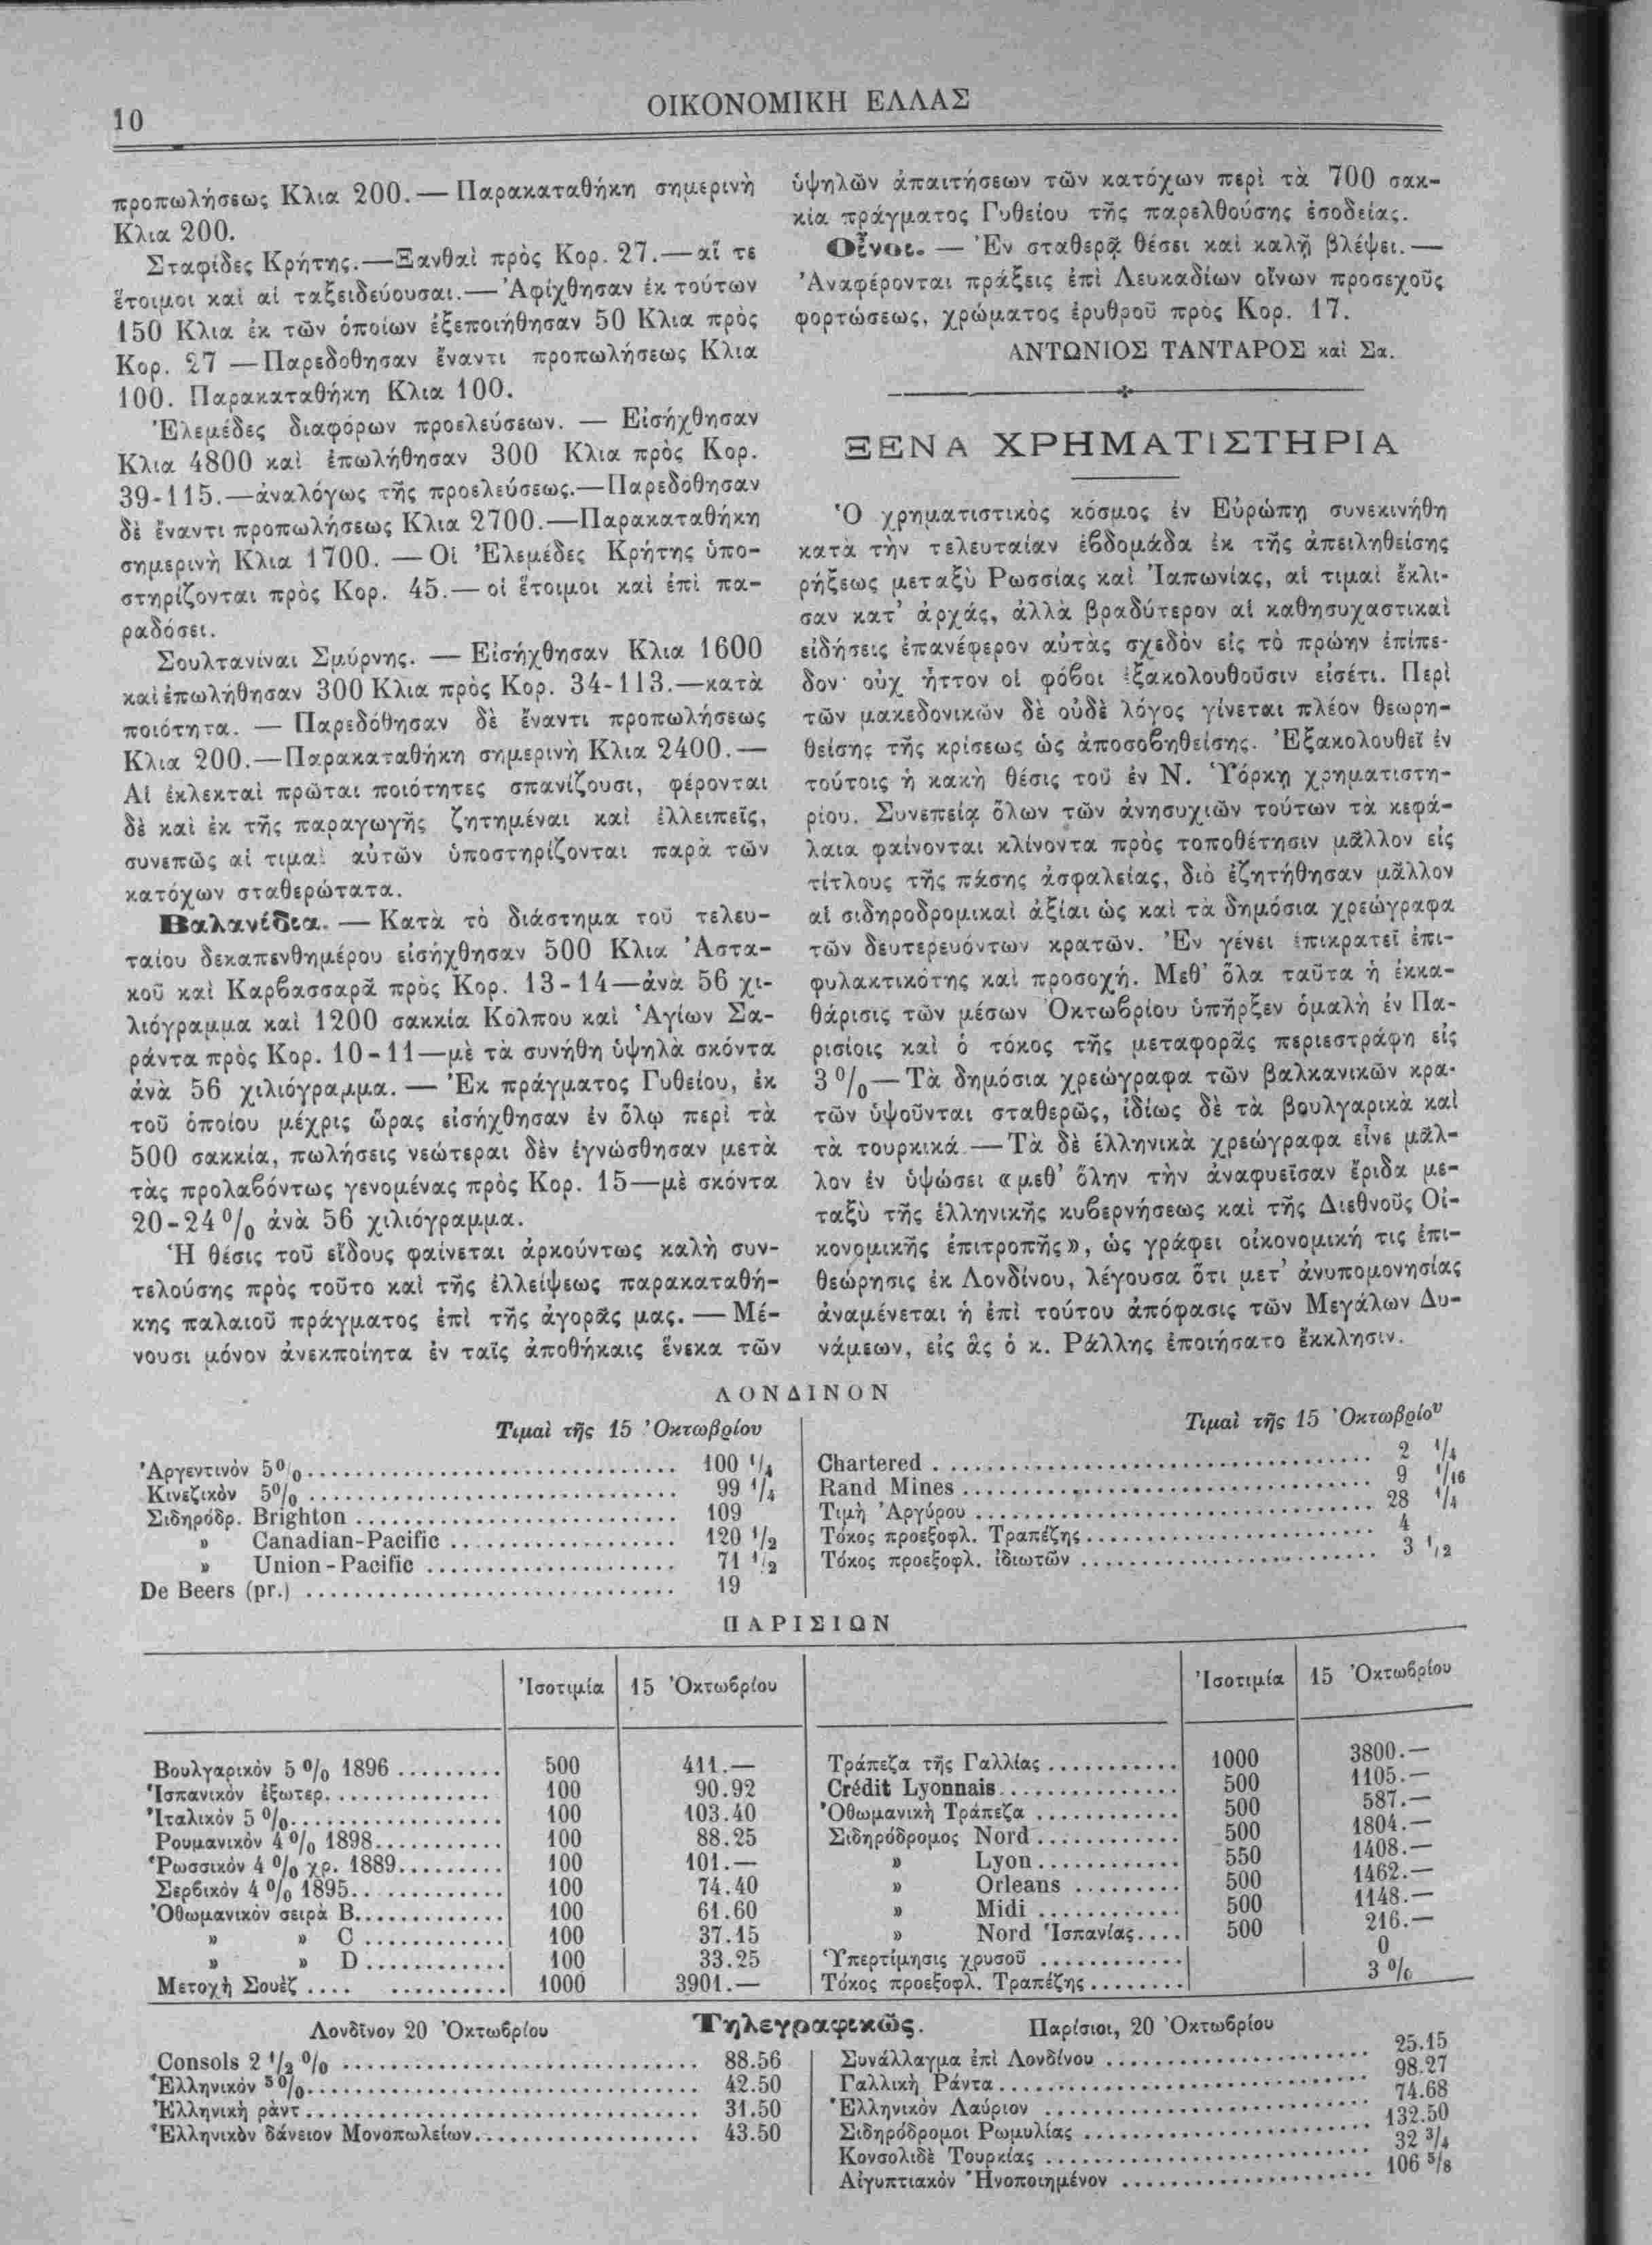 10
ΟΙΚΟΝΟΜΙΚΗ ΕΛΛΑΣ
προπωλήσεως Κλια 200. — Παρακαταθήκη σημερινὴ
Κλια 200.
Σταφίδες Κρήτης.—Ξανθαὶ πρὸς Κορ. 27.—αἵ τε
ἕτοιμοι καὶ αἱ ταξειδεύουσαι.—Ἀφίχθησαν ἐκ τούτων
150 Κλια ἐκ τῶν ὁποίων ἐξεποιήθησαν 50 Κλια πρὸς
Κορ. 27 —Παρεδοθησαν ἔναντι προπωλήσεως Κλια
100. Παρακαταθήκη Κλια 100.
Ἐλεμέδες διαφόρων προελεύσεων. — Εἰσήχθησαν
Κλια 4800 καὶ ἐπωλήθησαν 300 Κλια πρὸς Κορ.
39-115.—ἀναλόγως τῆς προελεύσεως.—Παρεδόθησαν
δὲ ἔναντι προπωλήσεως Κλια 2700.—Παρακαταθήκη
σημερινὴ Κλια 1700. —Οἱ Ἐλεμέδες Κρήτης ὑπο-
στηρίζονται πρὸς Κορ. 45.— οἱ ἕτοιμοι καὶ ἐπὶ πα-
ραδόσει.
Σουλτανίναι Σμύρνης. — Εἰσήχθησαν Κλια 1600
καὶ ἐπωλήθησαν 300 Κλια πρὸς Κορ. 34-113.—κατὰ
ποιότητα. — Παρεδόθησαν δὲ ἔναντι προπωλήσεως
Κλια 200.—Παρακαταθήκη σημερινὴ Κλια 2400.—
Αἱ ἐκλεκταὶ πρῶται ποιότητες σπανίζουσι, φέρονται
δὲ καὶ ἐκ τῆς παραγωγῆς ζητημέναι καὶ ἐλλειπεῖς,
συνεπῶς αἱ τιμαὶ αὐτῶν ὑποστηρίζονται παρὰ τῶν
κατόχων σταθερώτατα.
Βαλανίδια. — Κατὰ τὸ διάστημα τοῦ τελευ-
ταίου δεκαπενθημέρου εἰσήχθησαν 500 Κλια Ἀστα-
κοῦ καὶ Καρβασσαρᾶ πρὸς Κορ. 13-14—ἀνὰ 56 χι-
λιόγραμμα καὶ 1200 σακκία Κολπου καὶ Ἁγίων Σα-
ράντα πρὸς Κορ. 10-11—μὲ τὰ συνήθη ὑψηλὰ σκόντα
ἀνὰ 56 χιλιόγραμμα. — Ἐκ πράγματος Γυθείου, ἐκ
τοῦ ὁποίου μέχρις ὥρας εἰσήχθησαν ἐν ὅλῳ περὶ τὰ
500 σακκία, πωλήσεις νεώτεραι δὲν ἐγνώσθησαν μετὰ
τὰς προλαβόντως γενομένας πρὸς Κορ. 15—μὲ σκόντα
20-24 % ἀνὰ 56 χιλιόγραμμα.
Ἡ θέσις τοῦ εἴδους φαίνεται ἀρκούντως καλὴ συν-
τελούσης πρὸς τοῦτο καὶ τῆς ἐλλείψεως παρακαταθή-
κης παλαιοῦ πράγματος ἐπὶ τῆς ἀγορᾶς μας. — Μέ-
νουσι μόνον ἀνεκποίητα ἐν ταῖς ἀποθήκαις ἕνεκα τῶν
ὑψηλῶν ἀπαιτήσεων τῶν κατόχων περὶ τὰ 700 σακ-
κία πράγματος Γυθείου τῆς παρελθούσης ἐσοδείας.
Οἶνοι. — Ἐν σταθερᾷ θέσει καὶ καλῇ βλέψει.—
Ἀναφέρονται πράξεις ἐπὶ Λευκαδίων οἴνων προσεχοῦς
φορτώσεως, χρώματος ἐρυθροῦ πρὸς Κορ. 17.
ΑΝΤΩΝΙΟΣ ΤΑΝΤΑΡΟΣ καὶ Σα.
ΞΕΝΑ ΧΡΗΜΑΤΙΣΤΗΡΙΑ
Ὁ χρηματιστικὸς κόσμος ἐν Εὐρώπῃ συνεκινήθη
κατὰ τὴν τελευταίαν ἑβδομάδα ἐκ τῆς ἀπειληθείσης
ρήξεως μεταξὺ Ρωσσίας καὶ Ἰαπωνίας, αἱ τιμαὶ ἔκλι-
σαν κατ' ἀρχάς, ἀλλὰ βραδύτερον αἱ καθησυχαστικαὶ
εἰδήσεις ἐπανέφερον αὐτὰς σχεδὸν εἰς τὸ πρώην ἐπίπε-
δον· οὐχ ἧττον οἱ φόβοι ἐξακολουθοῦσιν εἰσέτι. Περὶ
τῶν μακεδονικῶν δὲ οὐδὲ λόγος γίνεται πλέον θεωρη-
θείσης τῆς κρίσεως ὡς ἀποσοβηθείσης. Ἐξακολουθεῖ ἐν
τούτοις ἡ κακὴ θέσις τοῦ ἐν Ν. Ὑόρκῃ χρηματιστη-
ρίου. Συνεπείᾳ ὅλων τῶν ἀνησυχιῶν τούτων τὰ κεφά-
λαια φαίνονται κλίνοντα πρὸς τοποθέτησιν μᾶλλον εἰς
τίτλους τῆς πάσης ἀσφαλείας, διὸ ἐζητήθησαν μᾶλλον
αἱ σιδηροδρομικαὶ ἀξίαι ὡς καὶ τὰ δημόσια χρεώγραφα
τῶν δευτερευόντων κρατῶν. Ἐν γένει ἐπικρατεῖ ἐπι-
φυλακτικότης καὶ προσοχή. Μεθ' ὅλα ταῦτα ἡ ἐκκα-
θάρισις τῶν μέσων Ὀκτωβρίου ὑπῆρξεν ὁμαλὴ ἐν Πα-
ρισίοις καὶ ὁ τόκος τῆς μεταφορᾶς περιεστράφη εἰς
3 %—Τὰ δημόσια χρεώγραφα τῶν βαλκανικῶν κρα-
τῶν ὑψοῦνται σταθερῶς, ἰδίως δὲ τὰ βουλγαρικὰ καὶ
τὰ τουρκικά.—Τὰ δὲ ἑλληνικὰ χρεώγραφα εἶνε μᾶλ-
λον ἐν ὑψώσει «μεθ' ὅλην τὴν ἀναφυεῖσαν ἔριδα με-
ταξὺ τῆς ἑλληνικῆς κυβερνήσεως καὶ τῆς Διεθνοῦς Οἰ-
κονομικῆς ἐπιτροπῆς», ὡς γράφει οἰκονομική τις ἐπι-
θεώρησις ἐκ Λονδίνου, λέγουσα ὅτι μετ' ἀνυπομονησίας
ἀναμένεται ἡ ἐπὶ τούτου ἀπόφασις τῶν Μεγάλων Δυ-
νάμεων, εἰς ἃς ὁ κ. Ράλλης ἐποιήσατο ἔκκλησιν.
ΛΟΝΔΙΝΟΝ
Τιμαὶ τῆς 15 Ὀκτωβρίου
Ἀργεντινόν 5% 100 1/4
Κινεζικὸν 5% 99 1/4
Σιδηρόδρ. Brighton 109
» Canadian-Pacific 120 1/2
» Union-Pacific 71 1/2
De Beers (pr.) 19
Τιμαὶ τῆς 15 Ὀκτωβρίου
Chartered 2 1/4
Rand Mines 9 1/16
Τιμὴ Ἀργύρου 28 1/4
Τόκος προεξοφλ. Τραπέζης 4
Τόκος προεξοφλ. ἰδιωτῶν 3 1/2
ΠΑΡΙΣΙΩΝ
Ἰσοτιμία 15 Ὀκτωβρίου
Βουλγαρικὸν 5 % 1896 500 411.—
Ἱσπανικὸν ἐξωτερ. 100 90.92
Ἰταλικόν 5 % 100 103.40
Ρουμανικὸν 4 % 1898 100 88.25
Ῥωσσικόν 4 % χρ. 1889 100 101.—
Σερβικόν 4 % 1895 100 74.40
Ὀθωμανικὸν σειρὰ B 100 61.60
» » C 100 37.15
» » D 100 33.25
Μετοχὴ Σουὲζ 1000 3901.—
Ἰσοτιμία 15 Ὀκτωβρίου
Τράπεζα τῆς Γαλλίας 1000 3800.—
Crédit Lyonnais 500 1105.—
Ὀθωμανικὴ Τράπεζα 500 587.—
Σιδηρόδρομος Nord 500 1804.—
» Lyon 550 1408.—
» Orleans 500 1462.—
» Midi 500 1148.—
» Nord Ἱσπανίας 500 216.—
Ὑπερτίμησις χρυσοῦ 0
Τόκος προεξοφλ. Τραπέζης 3 %
Τηλεγραφικῶς.
Λονδῖνον 20 Ὀκτωβρίου
Consols 2 1/2 % 88.56
Ἑλληνικόν 5% 42.50
Ἑλληνικὴ ρὰντ 31.50
Ἑλληνικὸν δάνειον Μονοπωλείων 43.50
Παρίσιοι, 20 Ὀκτωβρίου
Συνάλλαγμα ἐπὶ Λονδίνου 25.15
Γαλλικὴ Ράντα 98.27
Ἑλληνικὸν Λαύριον 74.68
Σιδηρόδρομοι Ρωμυλίας 132.50
Κονσολιδὲ Τουρκίας 32 3/4
Αἰγυπτιακὸν Ἡνοποιημένον 106 5/8